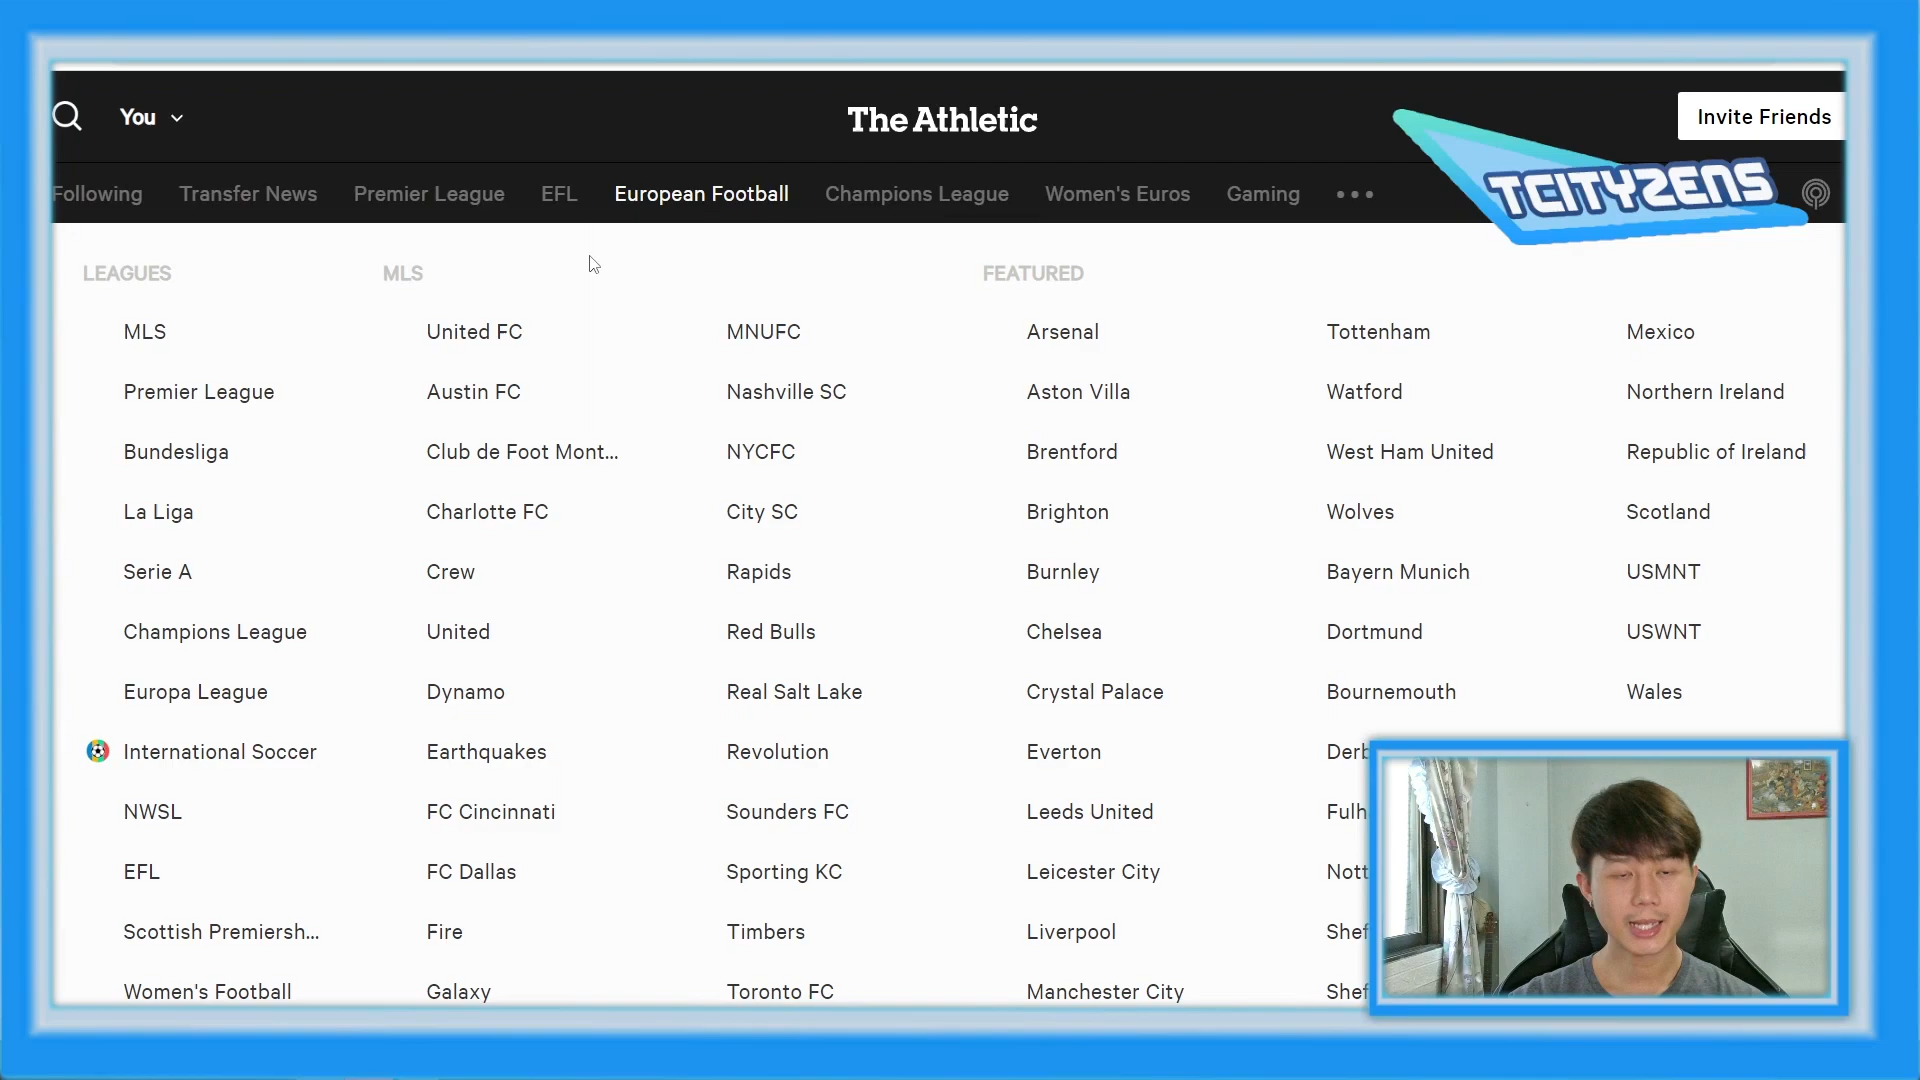 You
The Athletic
Invite Friends
Following Transfer News Premier League EFL European Football Champions League Women's Euros Gaming
TCITYZENS
LEAGUES MLS FEATURED
MLS United FC MNUFC Arsenal Tottenham Mexico
Premier League Austin FC Nashville SC Aston Villa Watford Northern Ireland
Bundesliga Club de Foot Mont... NYCFC Brentford West Ham United Republic of Ireland
La Liga Charlotte FC City SC Brighton Wolves Scotland
Serie A Crew Rapids Burnley Bayern Munich USMNT
Champions League United Red Bulls Chelsea Dortmund USWNT
Europa League Dynamo Real Salt Lake Crystal Palace Bournemouth Wales
International Soccer Earthquakes Revolution Everton Derb
NWSL FC Cincinnati Sounders FC Leeds United Fulh
EFL FC Dallas Sporting KC Leicester City Nott
Scottish Premiersh... Fire Timbers Liverpool Shef
Women's Football Galaxy Toronto FC Manchester City Shef